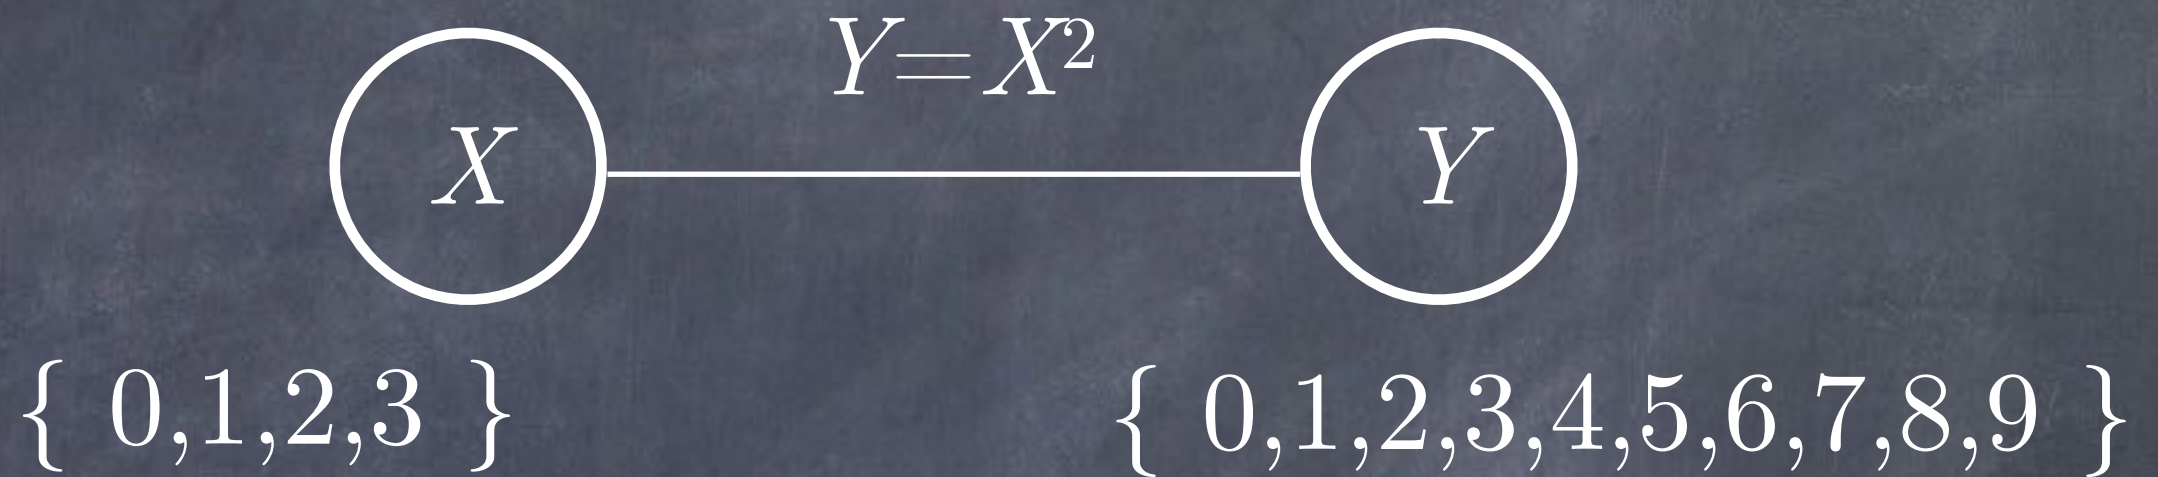 Y=X²
X
Y
{ 0,1,2,3 }
{ 0,1,2,3,4,5,6,7,8,9 }